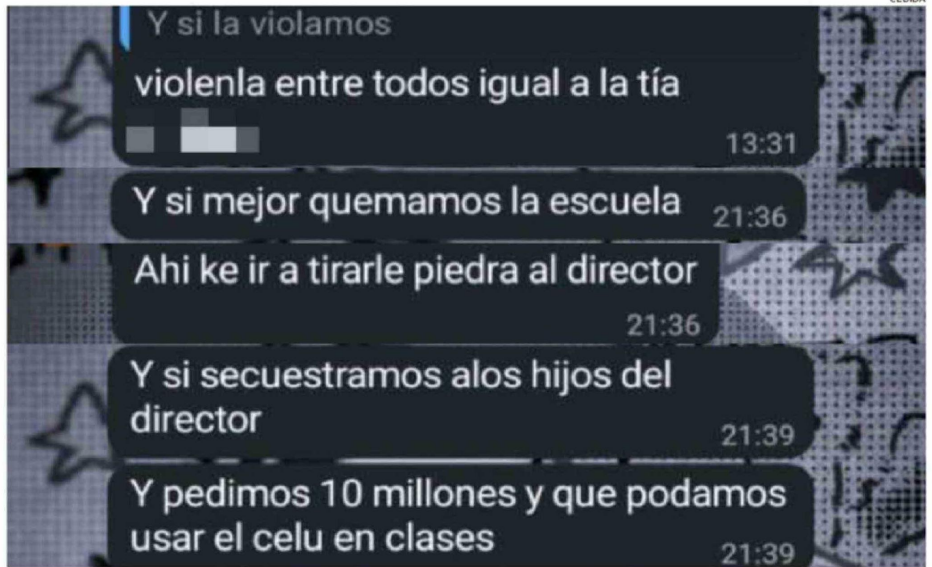 Y si la violamos
violenla entre todos igual a la tía
13:31
Y si mejor quemamos la escuela 21:36
Ahi ke ir a tirarle piedra al director
21:36
Y si secuestramos alos hijos del
director
21:39
Y pedimos 10 millones y que podamos
usar el celu en clases
21:39